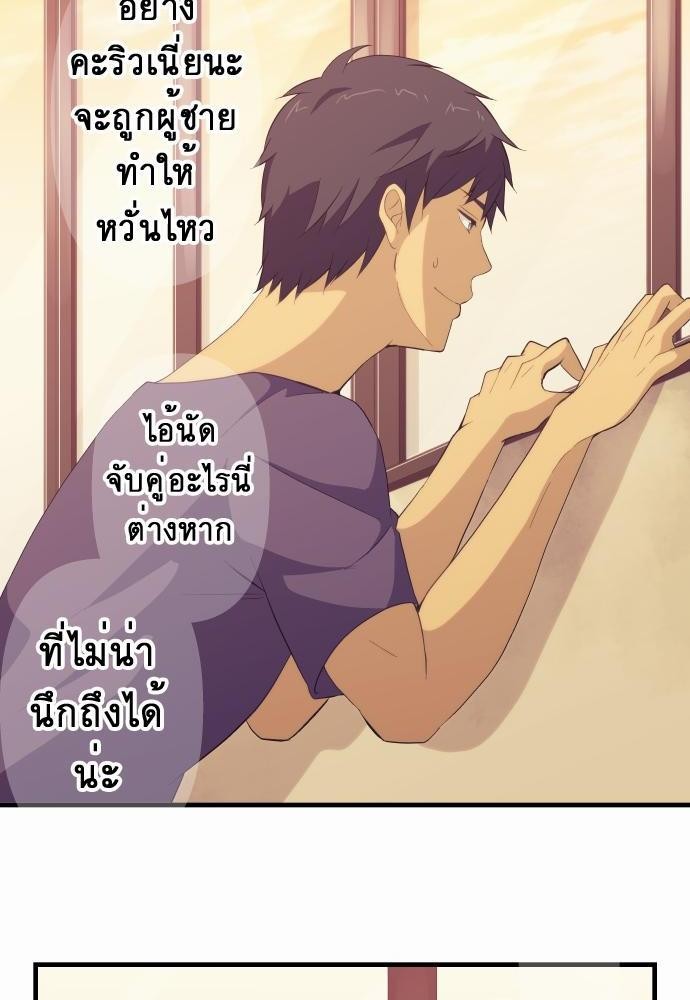 อย่าง
คะริวเนี่ยนะ
จะถูกผู้ชาย
ทำให้
หวั่นไหว
ไอ้นัด
จับคู่อะไรนี่
ต่างหาก
ที่ไม่น่า
นึกถึงได้
น่ะ